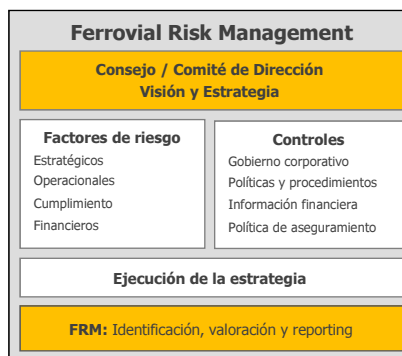 Ferrovial Risk Management
Consejo / Comité de Dirección
Visión y Estrategia
Factores de riesgo
Estratégicos
Operacionales
Cumplimiento
Financieros
Controles
Gobierno corporativo
Políticas y procedimientos
Información financiera
Política de aseguramiento
Ejecución de la estrategia
FRM: Identificación, valoración y reporting